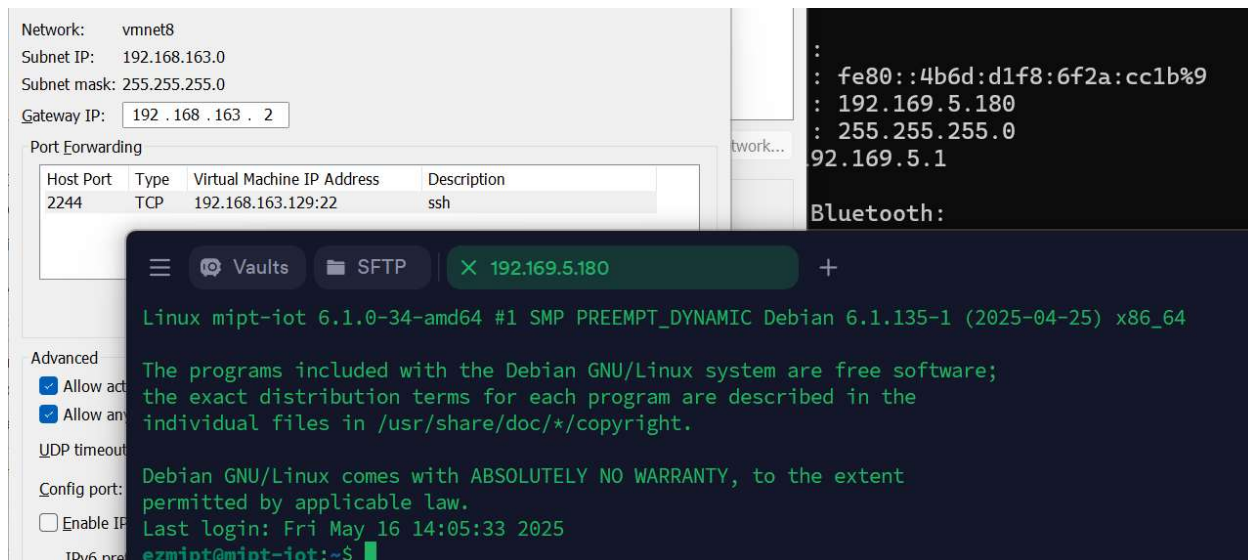 Network: vmnet8
Subnet IP: 192.168.163.0
Subnet mask: 255.255.255.0
Gateway IP: 192 . 168 . 163 . 2
Port Forwarding
Host Port Type Virtual Machine IP Address Description
2244 TCP 192.168.163.129:22 ssh
Advanced
Allow act
Allow any
UDP timeout
Config port:
Enable IP
IPv6 pre
twork...
:
: fe80::4b6d:d1f8:6f2a:cc1b%9
: 192.169.5.180
: 255.255.255.0
92.169.5.1
Bluetooth:
Vaults SFTP 192.169.5.180
Linux mipt-iot 6.1.0-34-amd64 #1 SMP PREEMPT_DYNAMIC Debian 6.1.135-1 (2025-04-25) x86_64
The programs included with the Debian GNU/Linux system are free software;
the exact distribution terms for each program are described in the
individual files in /usr/share/doc/*/copyright.
Debian GNU/Linux comes with ABSOLUTELY NO WARRANTY, to the extent
permitted by applicable law.
Last login: Fri May 16 14:05:33 2025
ezmipt@mipt-iot:~$